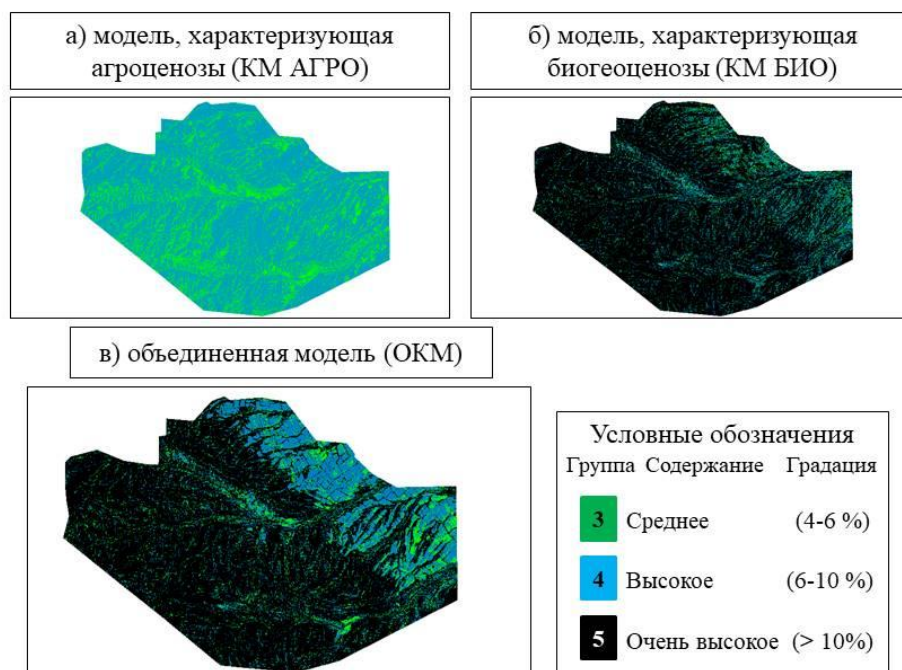 а) модель, характеризующая
агроценозы (КМ АГРО)
б) модель, характеризующая
биогеоценозы (КМ БИО)
в) объединенная модель (ОКМ)
Условные обозначения
Группа Содержание Градация
3 Среднее (4-6 %)
4 Высокое (6-10 %)
5 Очень высокое (> 10%)